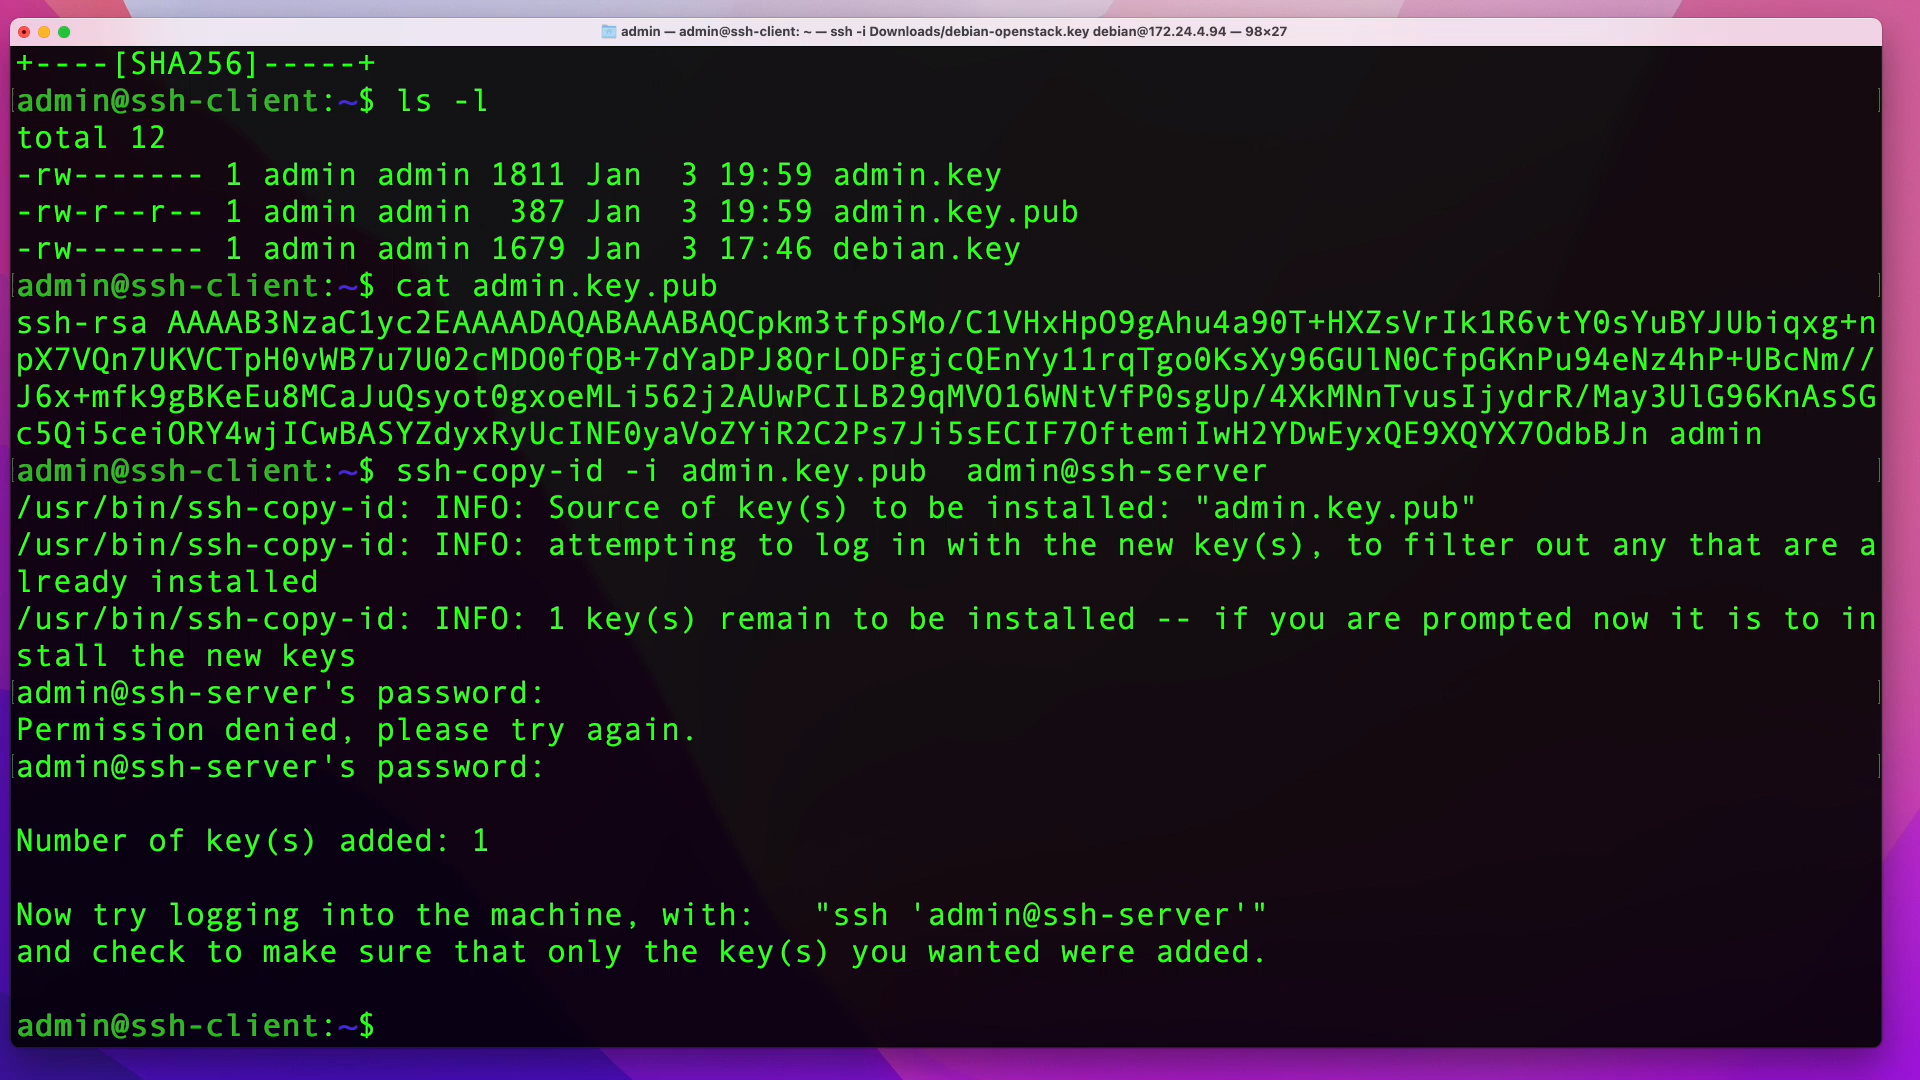 admin — admin@ssh-client: ~ — ssh -i Downloads/debian-openstack.key debian@172.24.4.94 — 98×27
+----[SHA256]-----+
admin@ssh-client:~$ ls -l
total 12
-rw------- 1 admin admin 1811 Jan  3 19:59 admin.key
-rw-r--r-- 1 admin admin  387 Jan  3 19:59 admin.key.pub
-rw------- 1 admin admin 1679 Jan  3 17:46 debian.key
admin@ssh-client:~$ cat admin.key.pub
ssh-rsa AAAAB3NzaC1yc2EAAAADAQABAAABAQCpkm3tfpSMo/C1VHxHpO9gAhu4a90T+HXZsVrIk1R6vtY0sYuBYJUbiqxg+n
pX7VQn7UKVCTpH0vWB7u7U02cMDO0fQB+7dYaDPJ8QrLODFgjcQEnYy11rqTgo0KsXy96GUlN0CfpGKnPu94eNz4hP+UBcNm//
J6x+mfk9gBKeEu8MCaJuQsyot0gxoeMLi562j2AUwPCILB29qMVO16WNtVfP0sgUp/4XkMNnTvusIjydrR/May3UlG96KnAsSG
c5Qi5ceiORY4wjICwBASYZdyxRyUcINE0yaVoZYiR2C2Ps7Ji5sECIF7OftemiIwH2YDwEyxQE9XQYX7OdbBJn admin
admin@ssh-client:~$ ssh-copy-id -i admin.key.pub  admin@ssh-server
/usr/bin/ssh-copy-id: INFO: Source of key(s) to be installed: "admin.key.pub"
/usr/bin/ssh-copy-id: INFO: attempting to log in with the new key(s), to filter out any that are a
lready installed
/usr/bin/ssh-copy-id: INFO: 1 key(s) remain to be installed -- if you are prompted now it is to in
stall the new keys
admin@ssh-server's password:
Permission denied, please try again.
admin@ssh-server's password:
Number of key(s) added: 1
Now try logging into the machine, with:   "ssh 'admin@ssh-server'"
and check to make sure that only the key(s) you wanted were added.
admin@ssh-client:~$